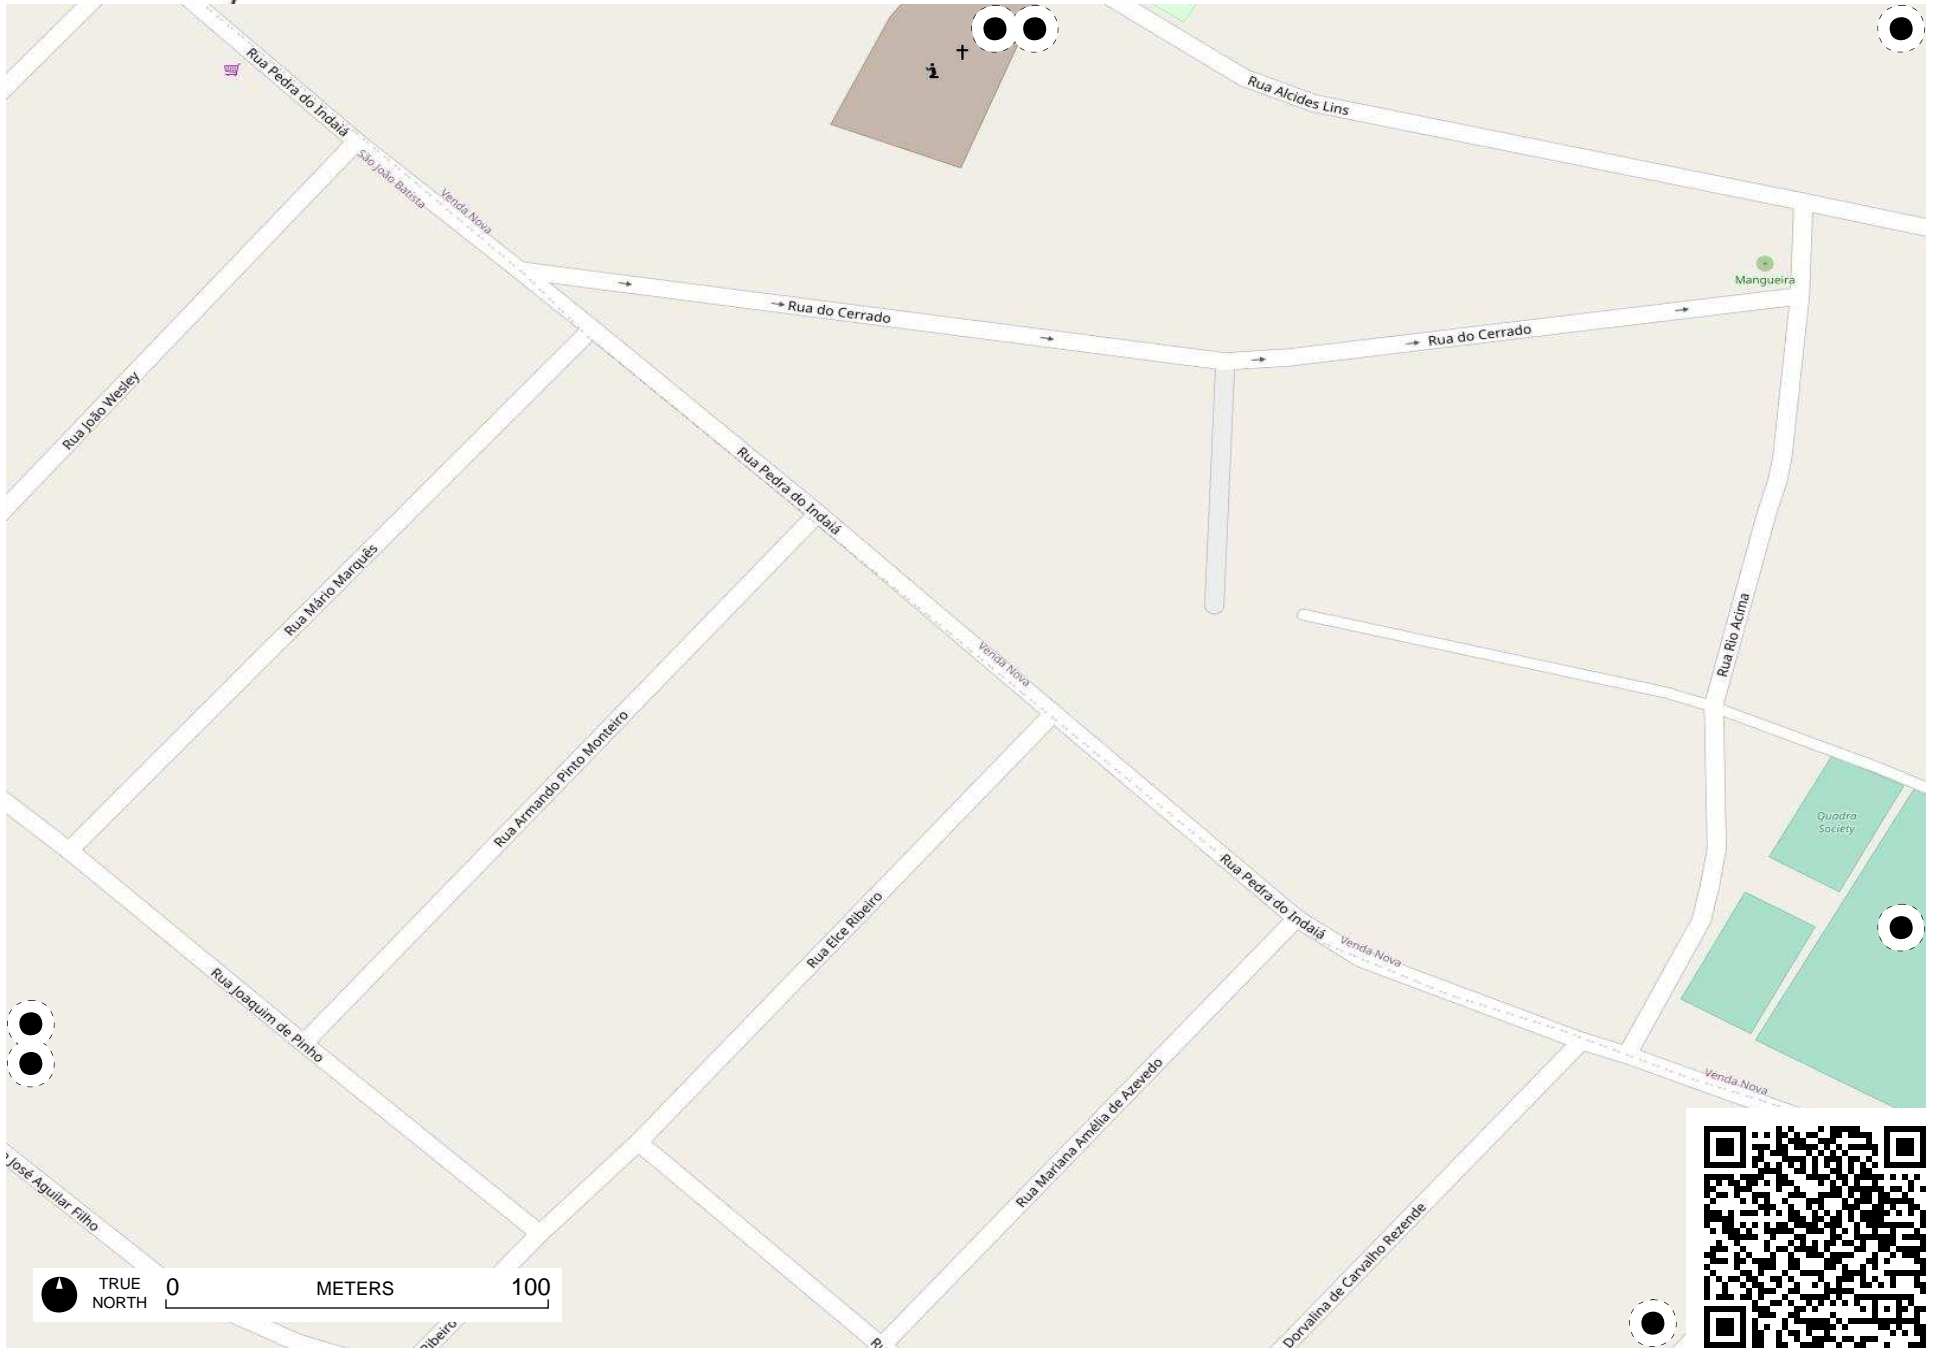 Rua Pedra do Indaiá
Rua Alcides Lins
São João Batista
Venda Nova
Mangueira
Rua do Cerrado
Rua do Cerrado
Rua João Wesley
Rua Pedra do Indaiá
Rua Mário Marquês
Rua Rio Acima
Venda Nova
Rua Armando Pinto Monteiro
Quadra
Society
Rua Pedra do Indaiá
Rua Elce Ribeiro
Venda Nova
Rua Joaquim de Pinho
Venda Nova
Rua Mariana Amélia de Azevedo
José Aguilar Filho
Dorvalina de Carvalho Rezende
TRUE
NORTH
0 METERS 100
Ribeiro